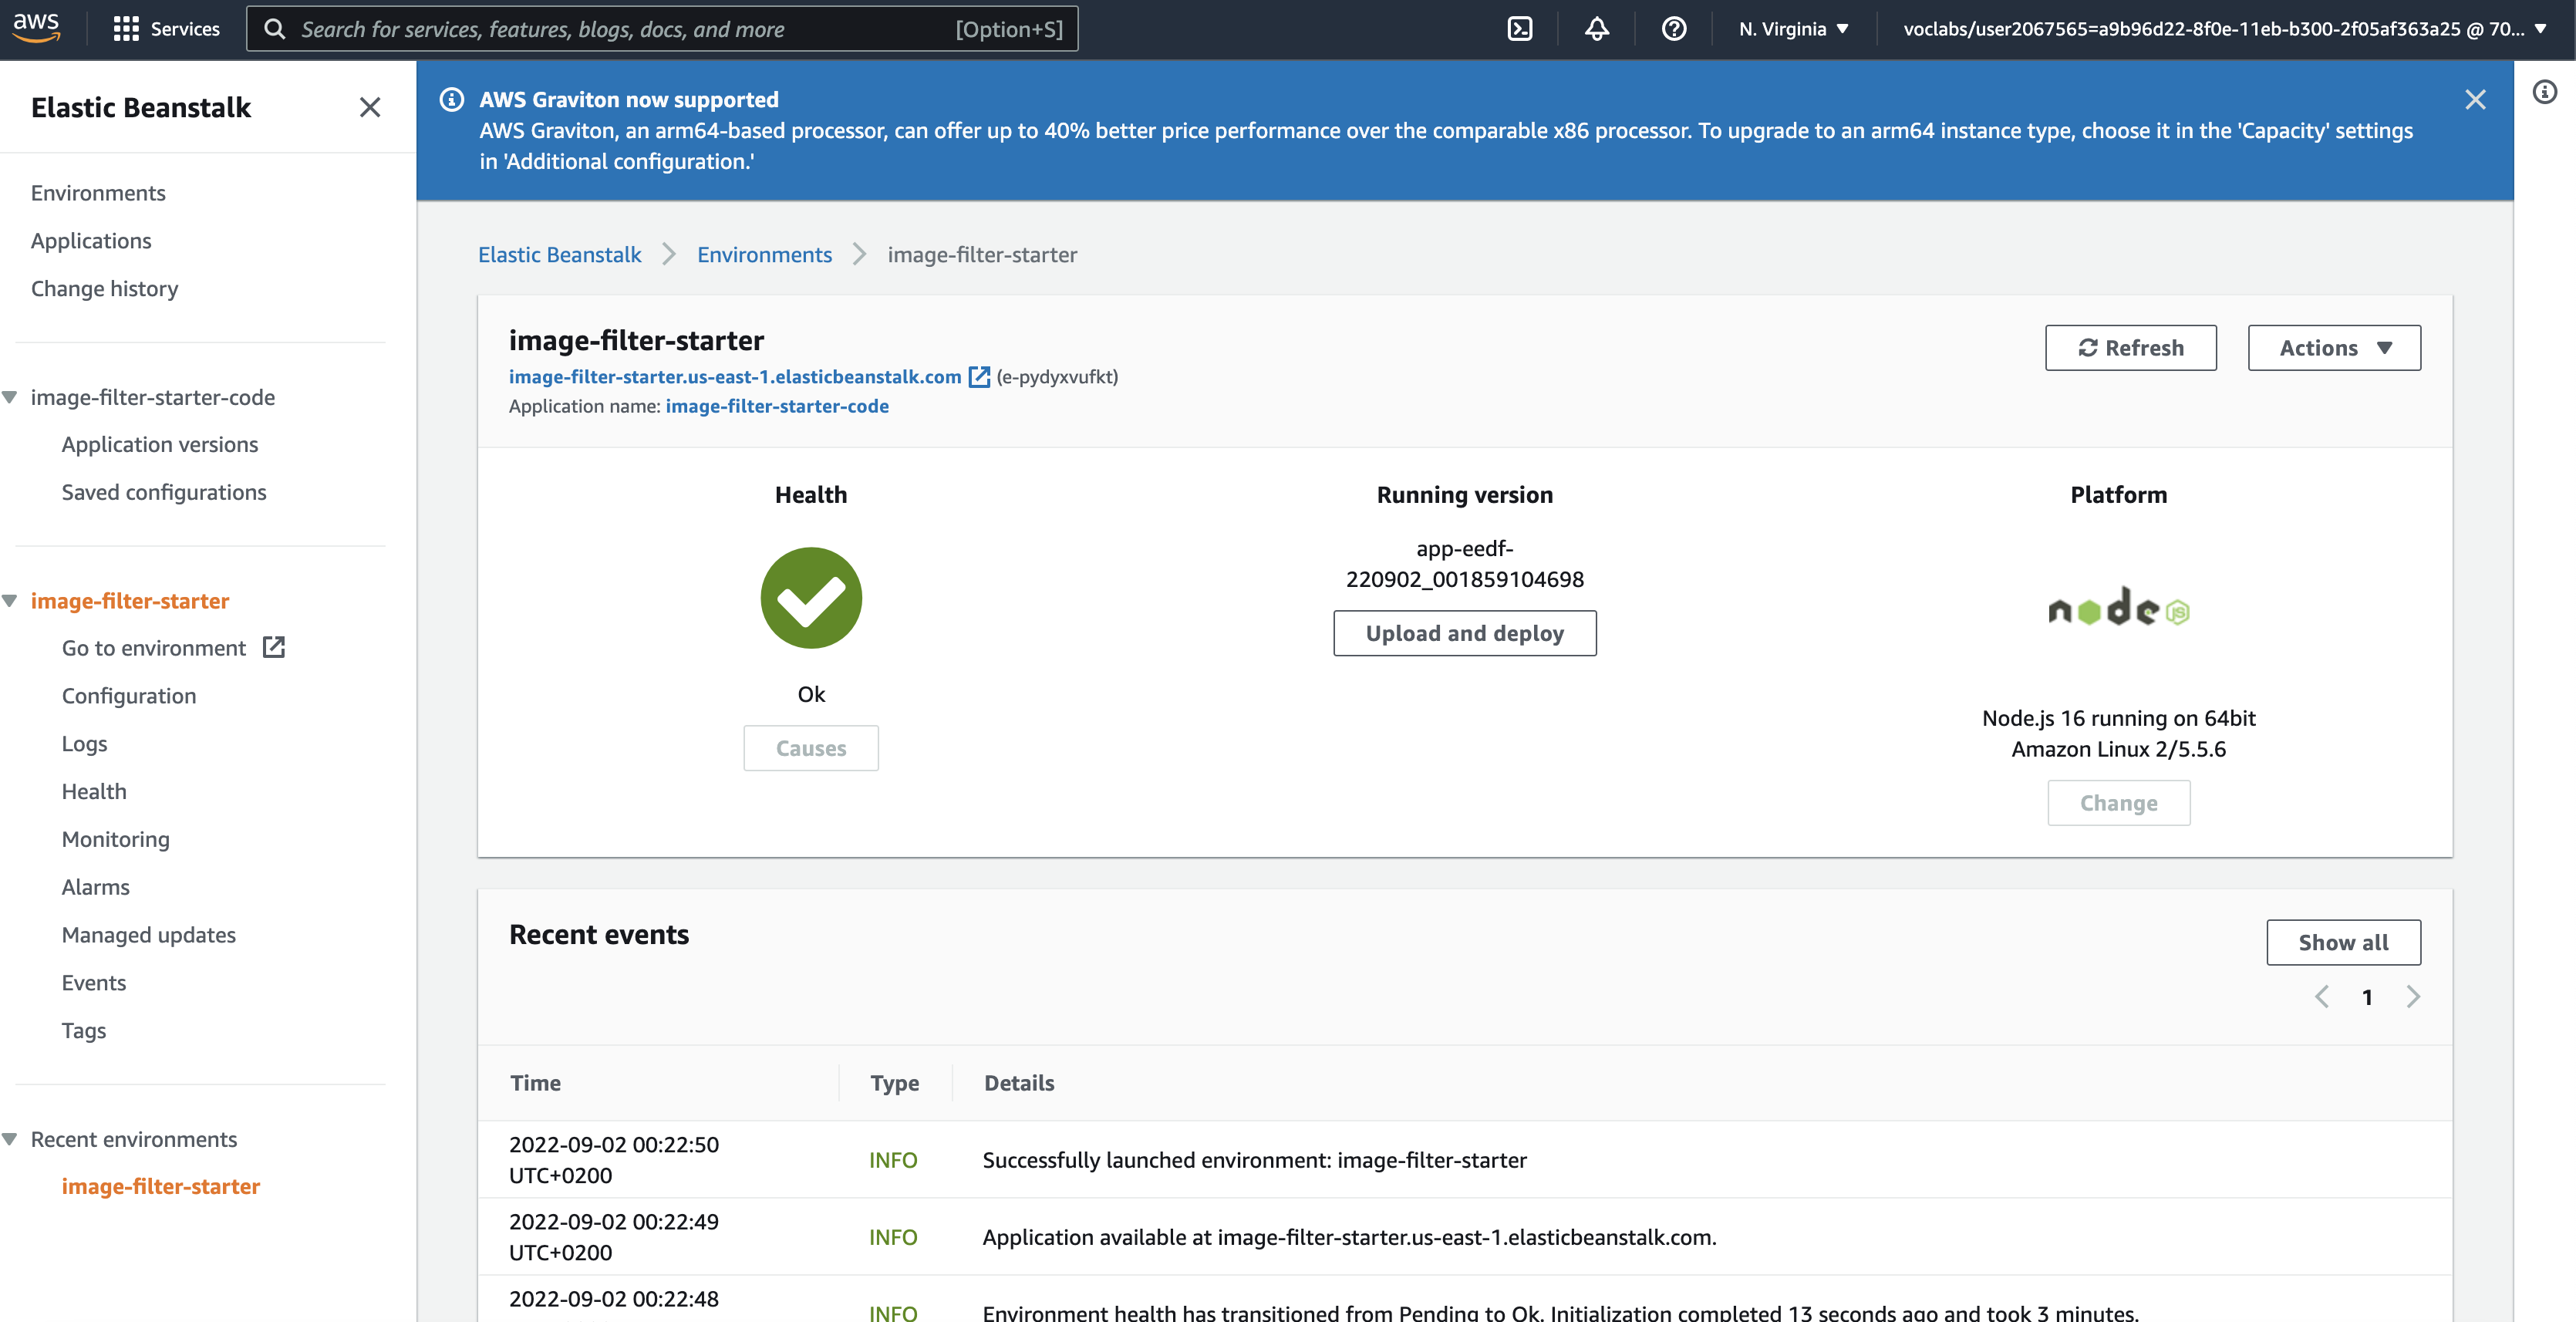 aws
Services
Search for services, features, blogs, docs, and more
[Option+S]
N. Virginia
voclabs/user2067565=a9b96d22-8f0e-11eb-b300-2f05af363a25 @ 70...
Elastic Beanstalk
Environments
Applications
Change history
image-filter-starter-code
Application versions
Saved configurations
image-filter-starter
Go to environment
Configuration
Logs
Health
Monitoring
Alarms
Managed updates
Events
Tags
Recent environments
image-filter-starter
AWS Graviton now supported
AWS Graviton, an arm64-based processor, can offer up to 40% better price performance over the comparable x86 processor. To upgrade to an arm64 instance type, choose it in the 'Capacity' settings
in 'Additional configuration.'
Elastic Beanstalk
Environments
image-filter-starter
image-filter-starter
image-filter-starter.us-east-1.elasticbeanstalk.com (e-pydyxvufkt)
Application name: image-filter-starter-code
Refresh
Actions
Health
Ok
Causes
Running version
app-eedf-
220902_001859104698
Upload and deploy
Platform
node JS
Node.js 16 running on 64bit
Amazon Linux 2/5.5.6
Change
Recent events
Show all
1
Time Type Details
2022-09-02 00:22:50
UTC+0200
INFO
Successfully launched environment: image-filter-starter
2022-09-02 00:22:49
UTC+0200
INFO
Application available at image-filter-starter.us-east-1.elasticbeanstalk.com.
2022-09-02 00:22:48
INFO
Environment health has transitioned from Pending to Ok. Initialization completed 13 seconds ago and took 3 minutes.